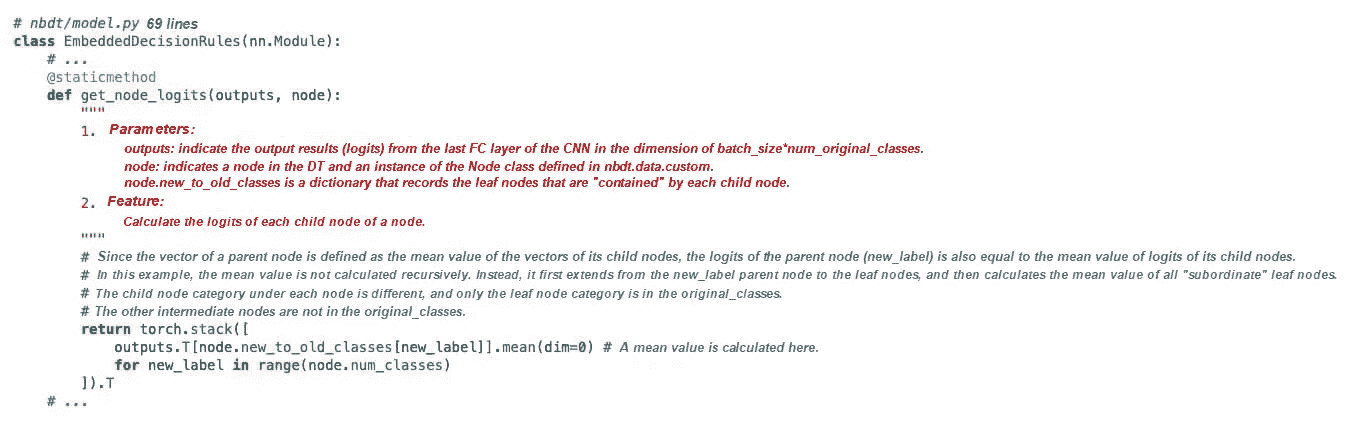 # nbdt/model.py 69 lines
class EmbeddedDecisionRules(nn.Module):
# ...
@staticmethod
def get_node_logits(outputs, node):
"""
1. Parameters:
outputs: indicate the output results (logits) from the last FC layer of the CNN in the dimension of batch_size*num_original_classes.
node: indicates a node in the DT and an instance of the Node class defined in nbdt.data.custom.
node.new_to_old_classes is a dictionary that records the leaf nodes that are "contained" by each child node.
2. Feature:
Calculate the logits of each child node of a node.
"""
# Since the vector of a parent node is defined as the mean value of the vectors of its child nodes, the logits of the parent node (new_label) is also equal to the mean value of logits of its child nodes.
# In this example, the mean value is not calculated recursively. Instead, it first extends from the new_label parent node to the leaf nodes, and then calculates the mean value of all "subordinate" leaf nodes.
# The child node category under each node is different, and only the leaf node category is in the original_classes.
# The other intermediate nodes are not in the original_classes.
return torch.stack([
outputs.T[node.new_to_old_classes[new_label]].mean(dim=0) # A mean value is calculated here.
for new_label in range(node.num_classes)
]).T
# ...